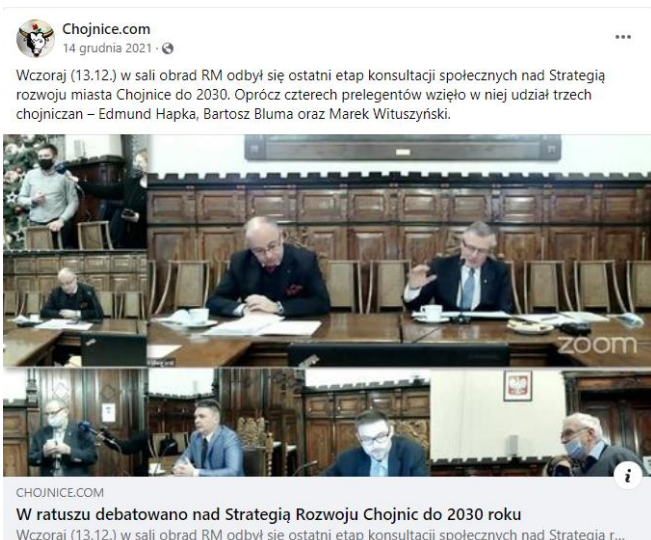 Chojnice.com
14 grudnia 2021 ·
Wczoraj (13.12.) w sali obrad RM odbył się ostatni etap konsultacji społecznych nad Strategią
rozwoju miasta Chojnice do 2030. Oprócz czterech prelegentów wzięło w niej udział trzech
chojniczan – Edmund Hapka, Bartosz Bluma oraz Marek Wituszyński.
zoom
CHOJNICE.COM
W ratuszu debatowano nad Strategią Rozwoju Chojnic do 2030 roku
Wczoraj (13.12.) w sali obrad RM odbył się ostatni etap konsultacji społecznych nad Strategią r...